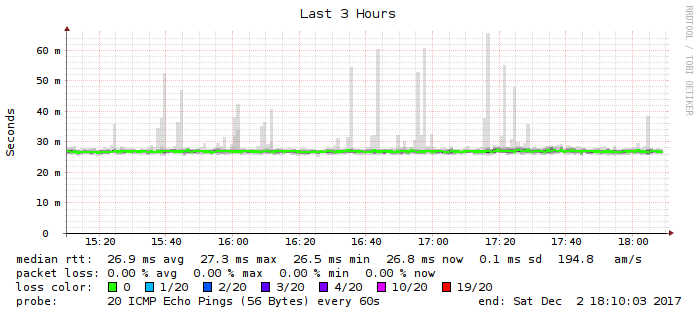 Last 3 Hours
RRDTOOL / TOBI OETIKER
Seconds
60 m
50 m
40 m
30 m
20 m
10 m
0
15:20 15:40 16:00 16:20 16:40 17:00 17:20 17:40 18:00
median rtt: 26.9 ms avg 27.3 ms max 26.5 ms min 26.8 ms now 0.1 ms sd 194.8 am/s
packet loss: 0.00 % avg 0.00 % max 0.00 % min 0.00 % now
loss color: 0 1/20 2/20 3/20 4/20 10/20 19/20
probe: 20 ICMP Echo Pings (56 Bytes) every 60s end: Sat Dec 2 18:10:03 2017